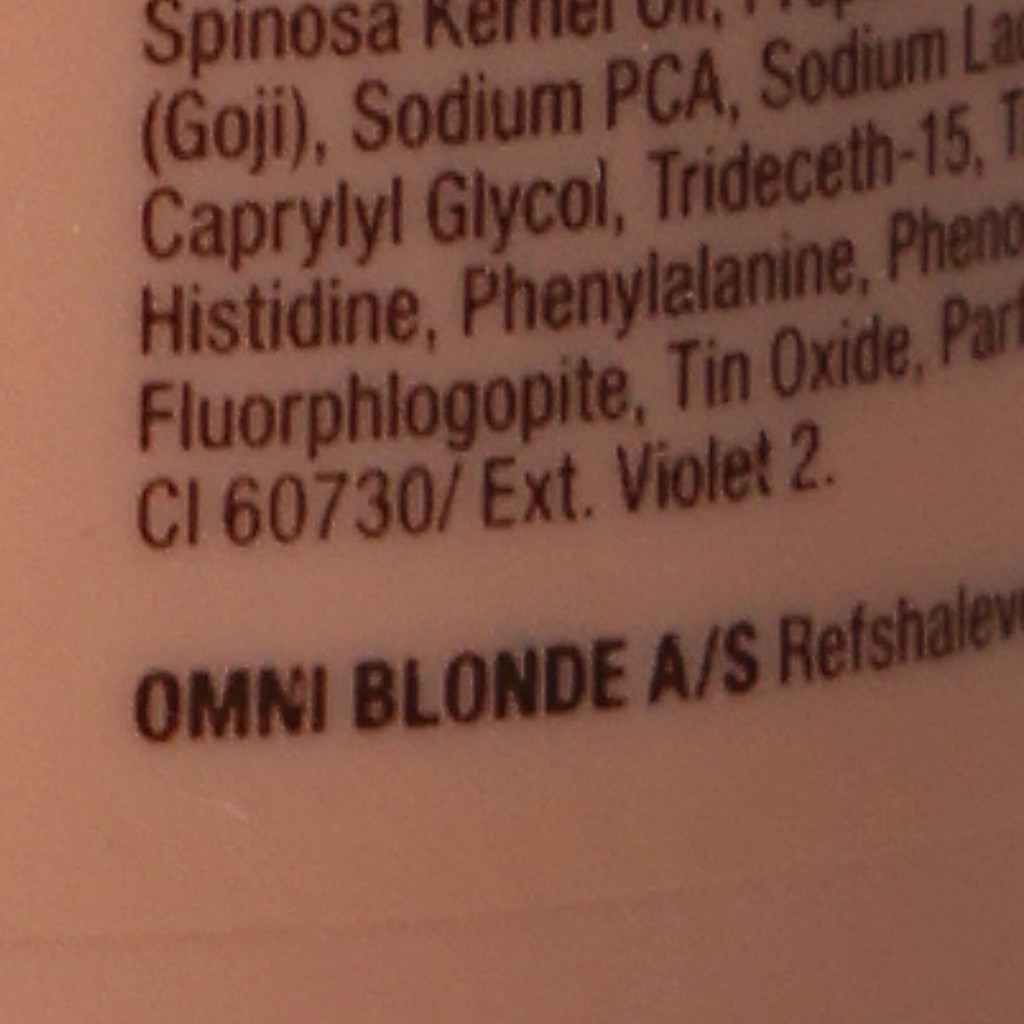 Spinosa Kernel Oil,
(Goji), Sodium PCA, Sodium
Caprylyl Glycol, Trideceth-15,
Histidine, Phenylalanine,
Fluorphlogopite, Tin Oxide,
CI 60730/ Ext. Violet 2.
OMNI BLONDE A/S